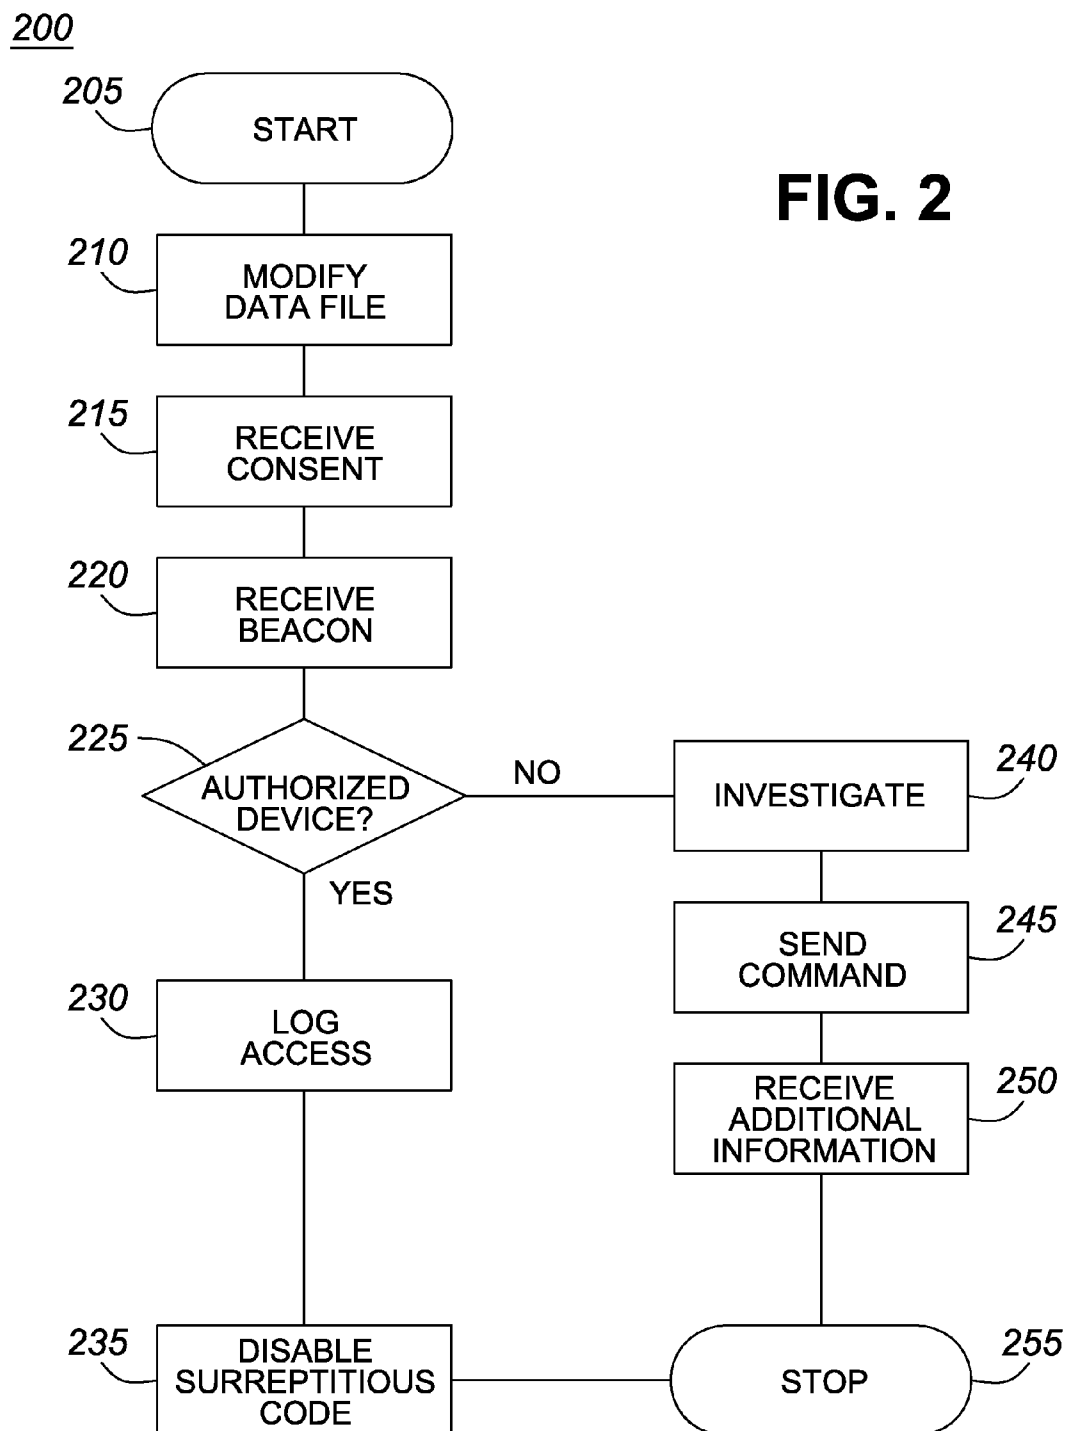 200
205
START
FIG. 2
210
MODIFY
DATA FILE
215
RECEIVE
CONSENT
220
RECEIVE
BEACON
225
AUTHORIZED
DEVICE?
NO
YES
240
INVESTIGATE
245
SEND
COMMAND
230
LOG
ACCESS
250
RECEIVE
ADDITIONAL
INFORMATION
235
DISABLE
SURREPTITIOUS
CODE
STOP
255